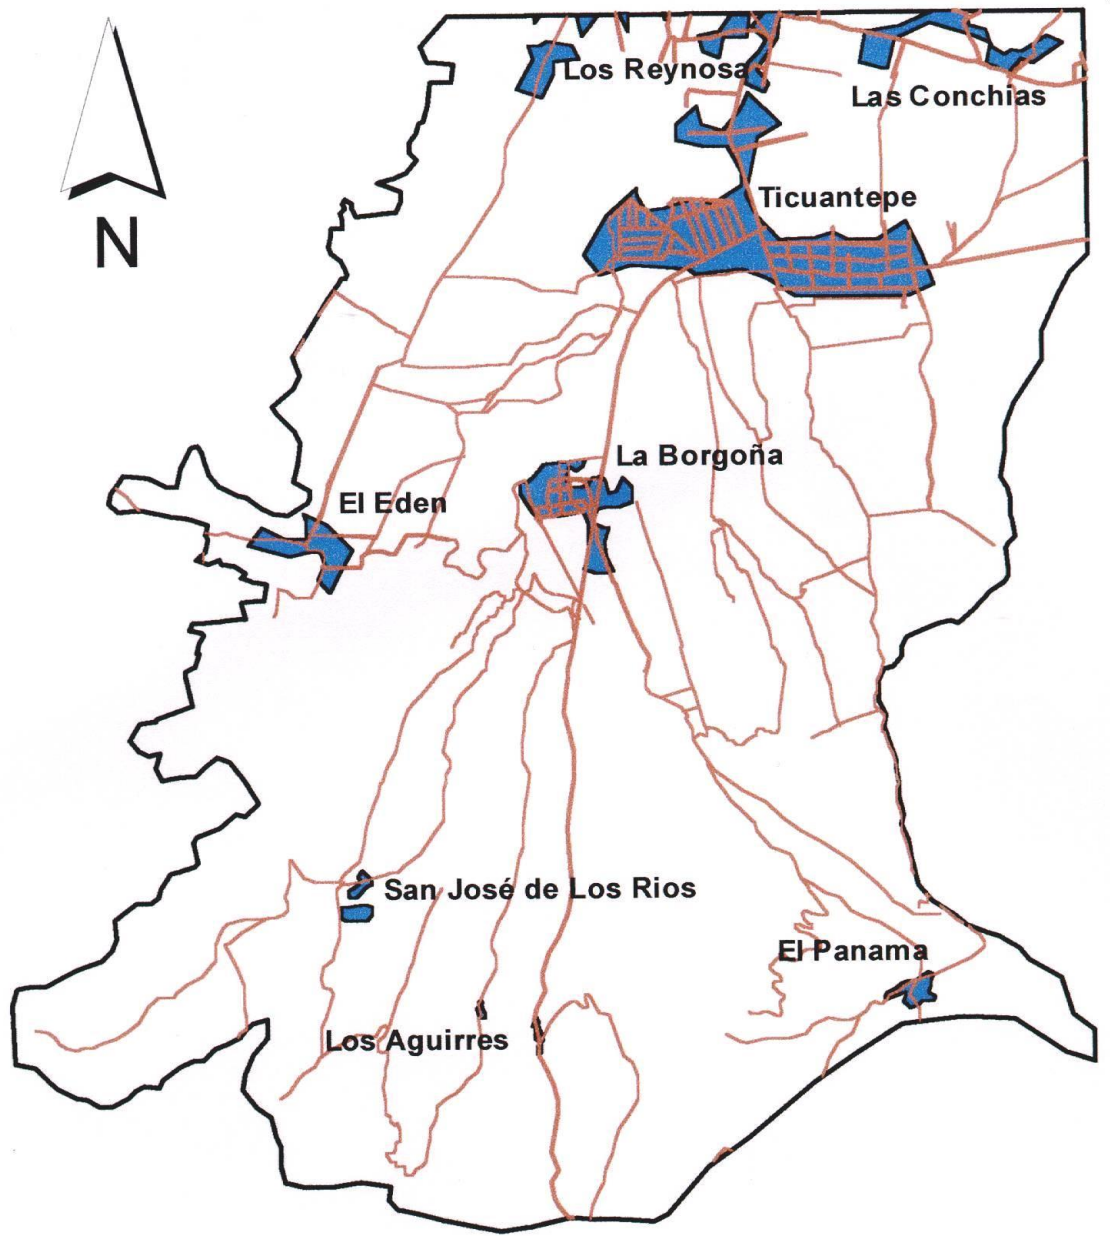 Los Reynosa
Las Conchias
N
Ticuantepe
La Borgoña
El Eden
San José de Los Rios
El Panama
Los Aguirres